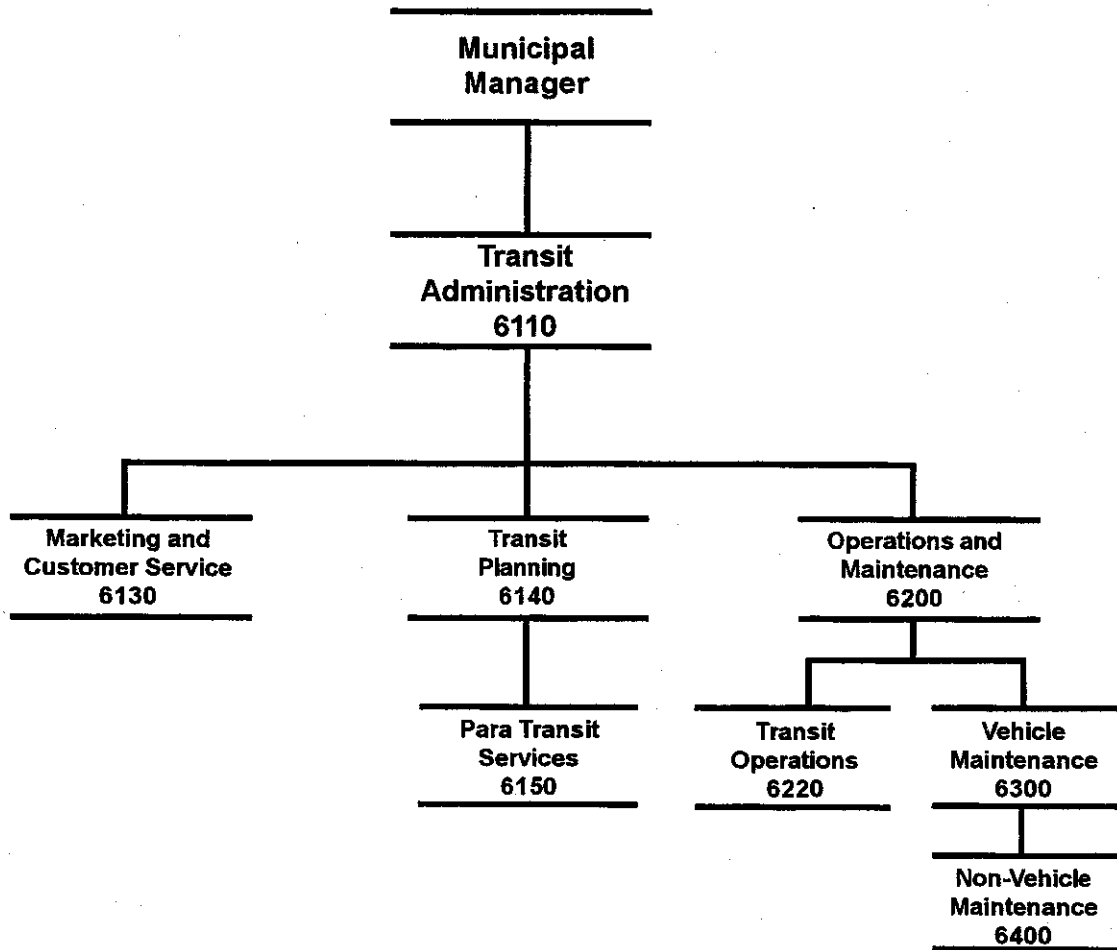 Municipal
Manager
Transit
Administration
6110
Marketing and
Customer Service
6130
Transit
Planning
6140
Operations and
Maintenance
6200
Para Transit
Services
6150
Transit
Operations
6220
Vehicle
Maintenance
6300
Non-Vehicle
Maintenance
6400